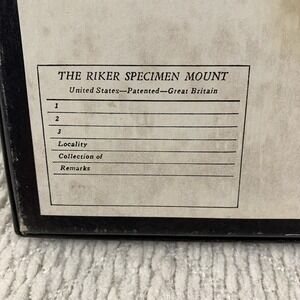 THE RIKER SPECIMEN MOUNT
United States—Patented—Great Britain
1
2
3
Locality
Collection of
Remarks